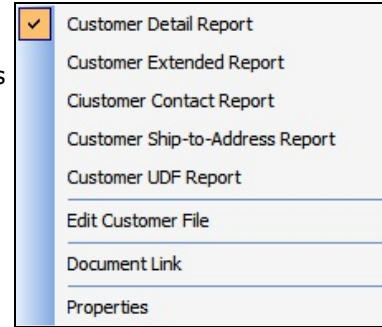 Customer Detail Report
Customer Extended Report
s
Ciustomer Contact Report
Customer Ship-to-Address Report
Customer UDF Report
Edit Customer File
Document Link
Properties